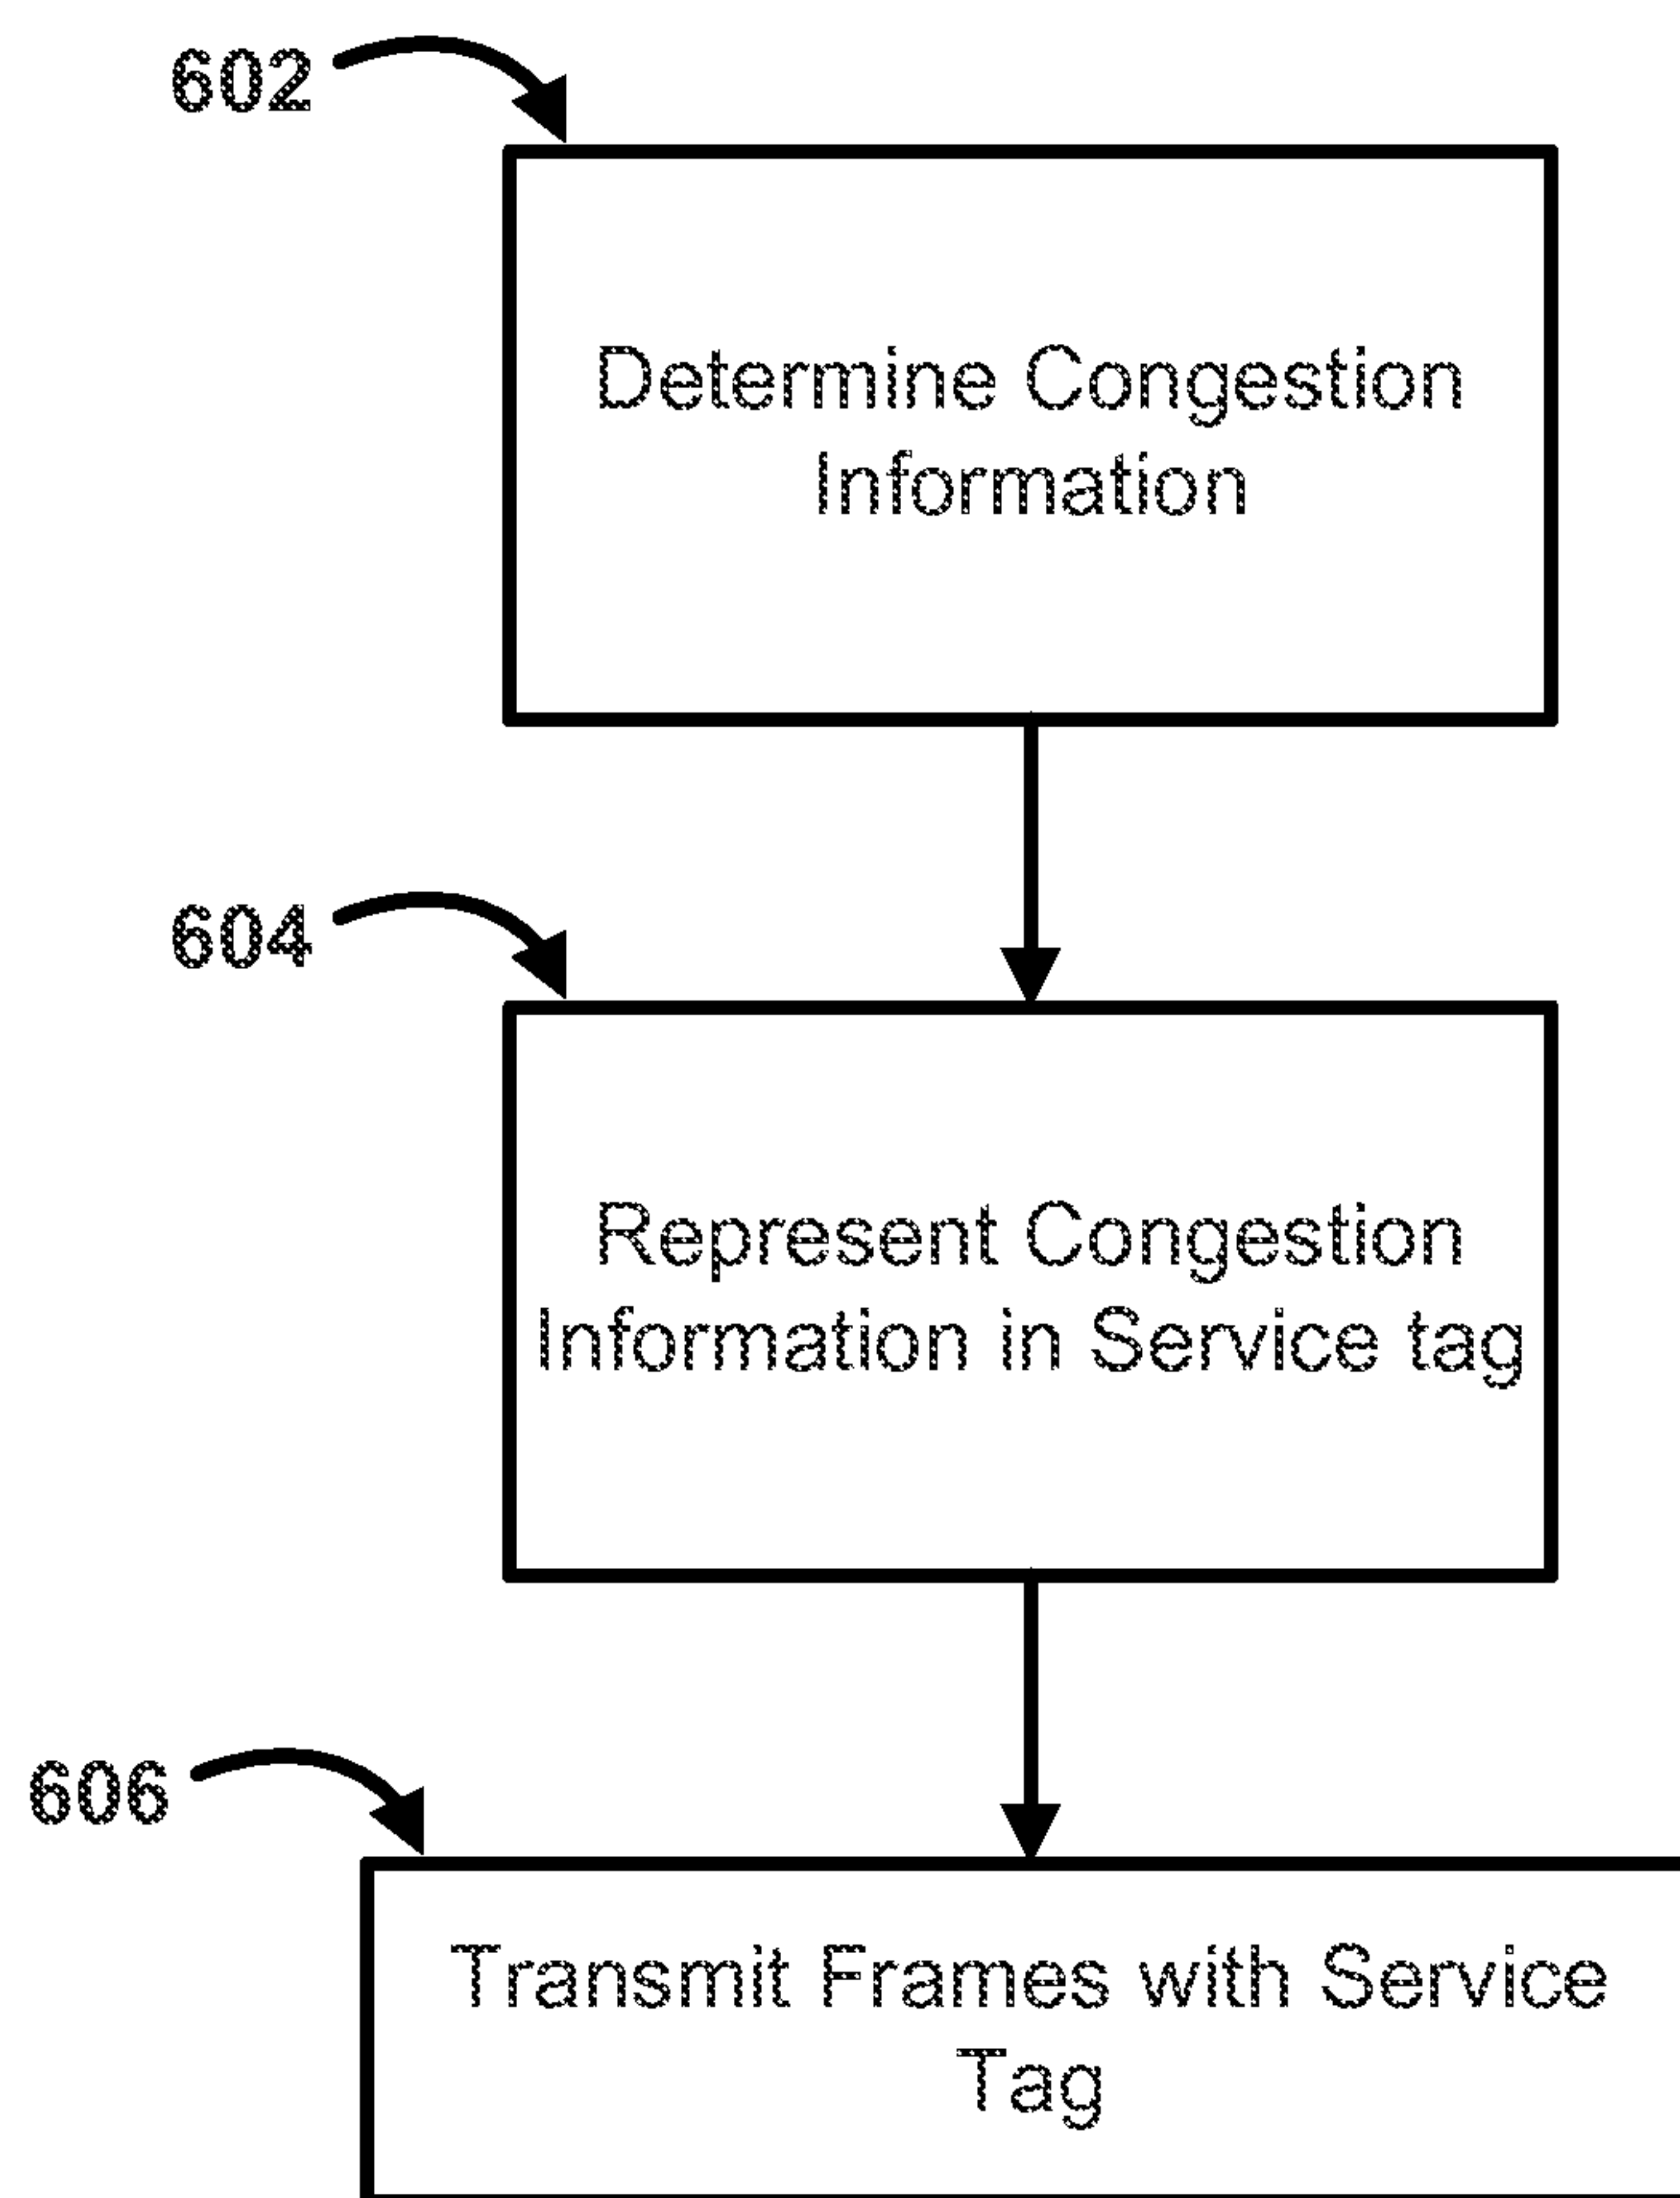 602
Determine Congestion
Information
604
Represent Congestion
Information in Service tag
606
Transmit Frames with Service
Tag